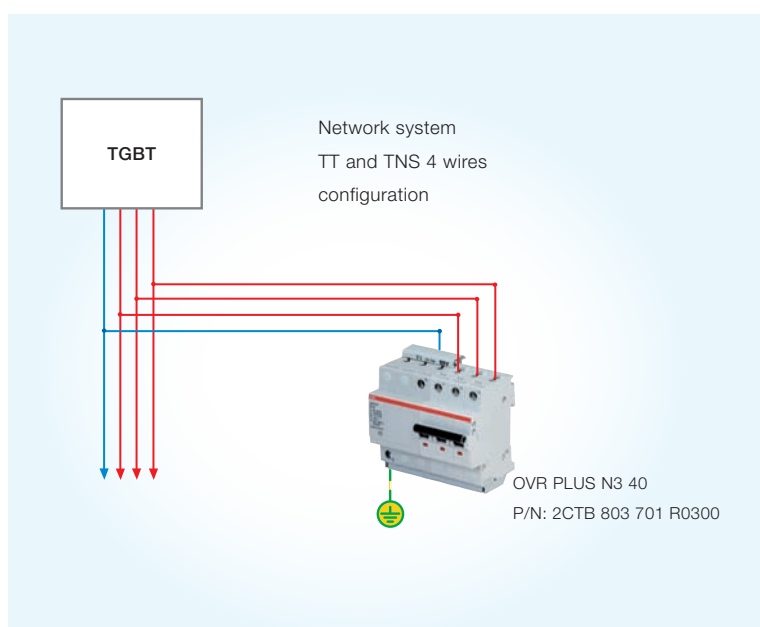 TGBT
Network system
TT and TNS 4 wires
configuration
OVR PLUS N3 40
P/N: 2CTB 803 701 R0300